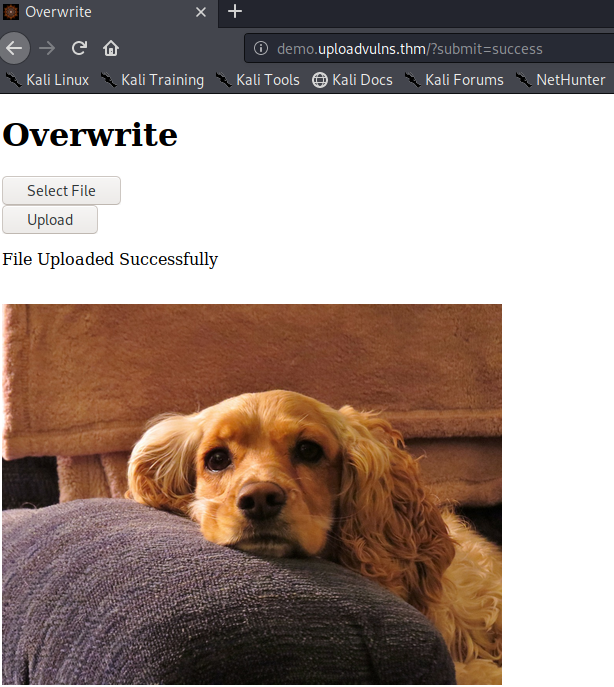 Overwrite
demo.uploadvulns.thm/?submit=success
Kali Linux Kali Training Kali Tools Kali Docs Kali Forums NetHunter
Overwrite
Select File
Upload
File Uploaded Successfully